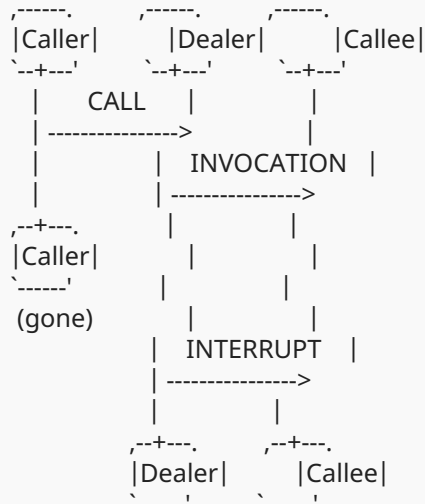 ,------.          ,------.          ,------.
|Caller|          |Dealer|          |Callee|
`--+---'          `--+---'          `--+---'
   |       CALL       |                 |
   | ---------------->                  |
   |                 |    INVOCATION   |
   |                 | ---------------->
,--+---.             |                 |
|Caller|             |                 |
`------'             |                 |
 (gone)              |                 |
                     |    INTERRUPT    |
                     | ---------------->
                     |                 |
                  ,--+---.          ,--+---.
                  |Dealer|          |Callee|
                  `------'          `------'